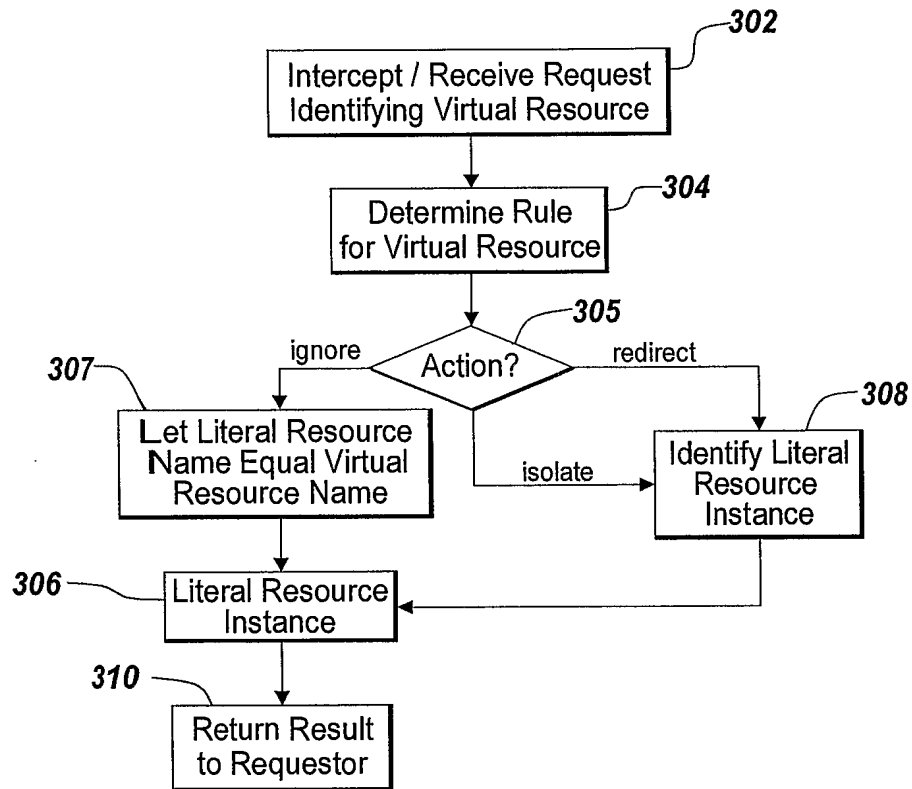 302
Intercept / Receive Request
Identifying Virtual Resource
304
Determine Rule
for Virtual Resource
305
Action?
ignore
redirect
isolate
307
Let Literal Resource
Name Equal Virtual
Resource Name
308
Identify Literal
Resource
Instance
306
Literal Resource
Instance
310
Return Result
to Requestor